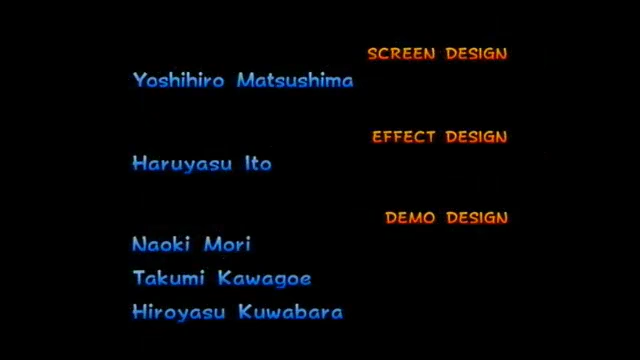 SCREEN DESIGN
Yoshihiro Matsushima
EFFECT DESIGN
Haruyasu Ito
DEMO DESIGN
Naoki Mori
Takumi Kawagoe
Hiroyasu Kuwabara